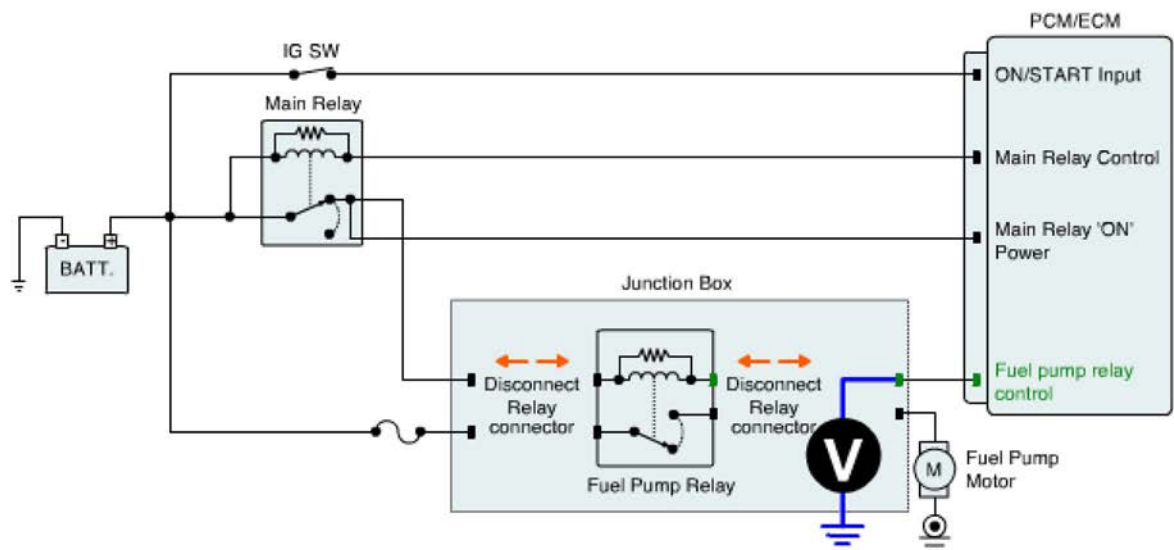 PCM/ECM
IG SW
ON/START Input
Main Relay
Main Relay Control
Main Relay 'ON'
Power
- +
BATT.
Junction Box
Disconnect
Relay
connector
Disconnect
Relay
connector
Fuel pump relay
control
V
M
Fuel Pump
Motor
Fuel Pump Relay